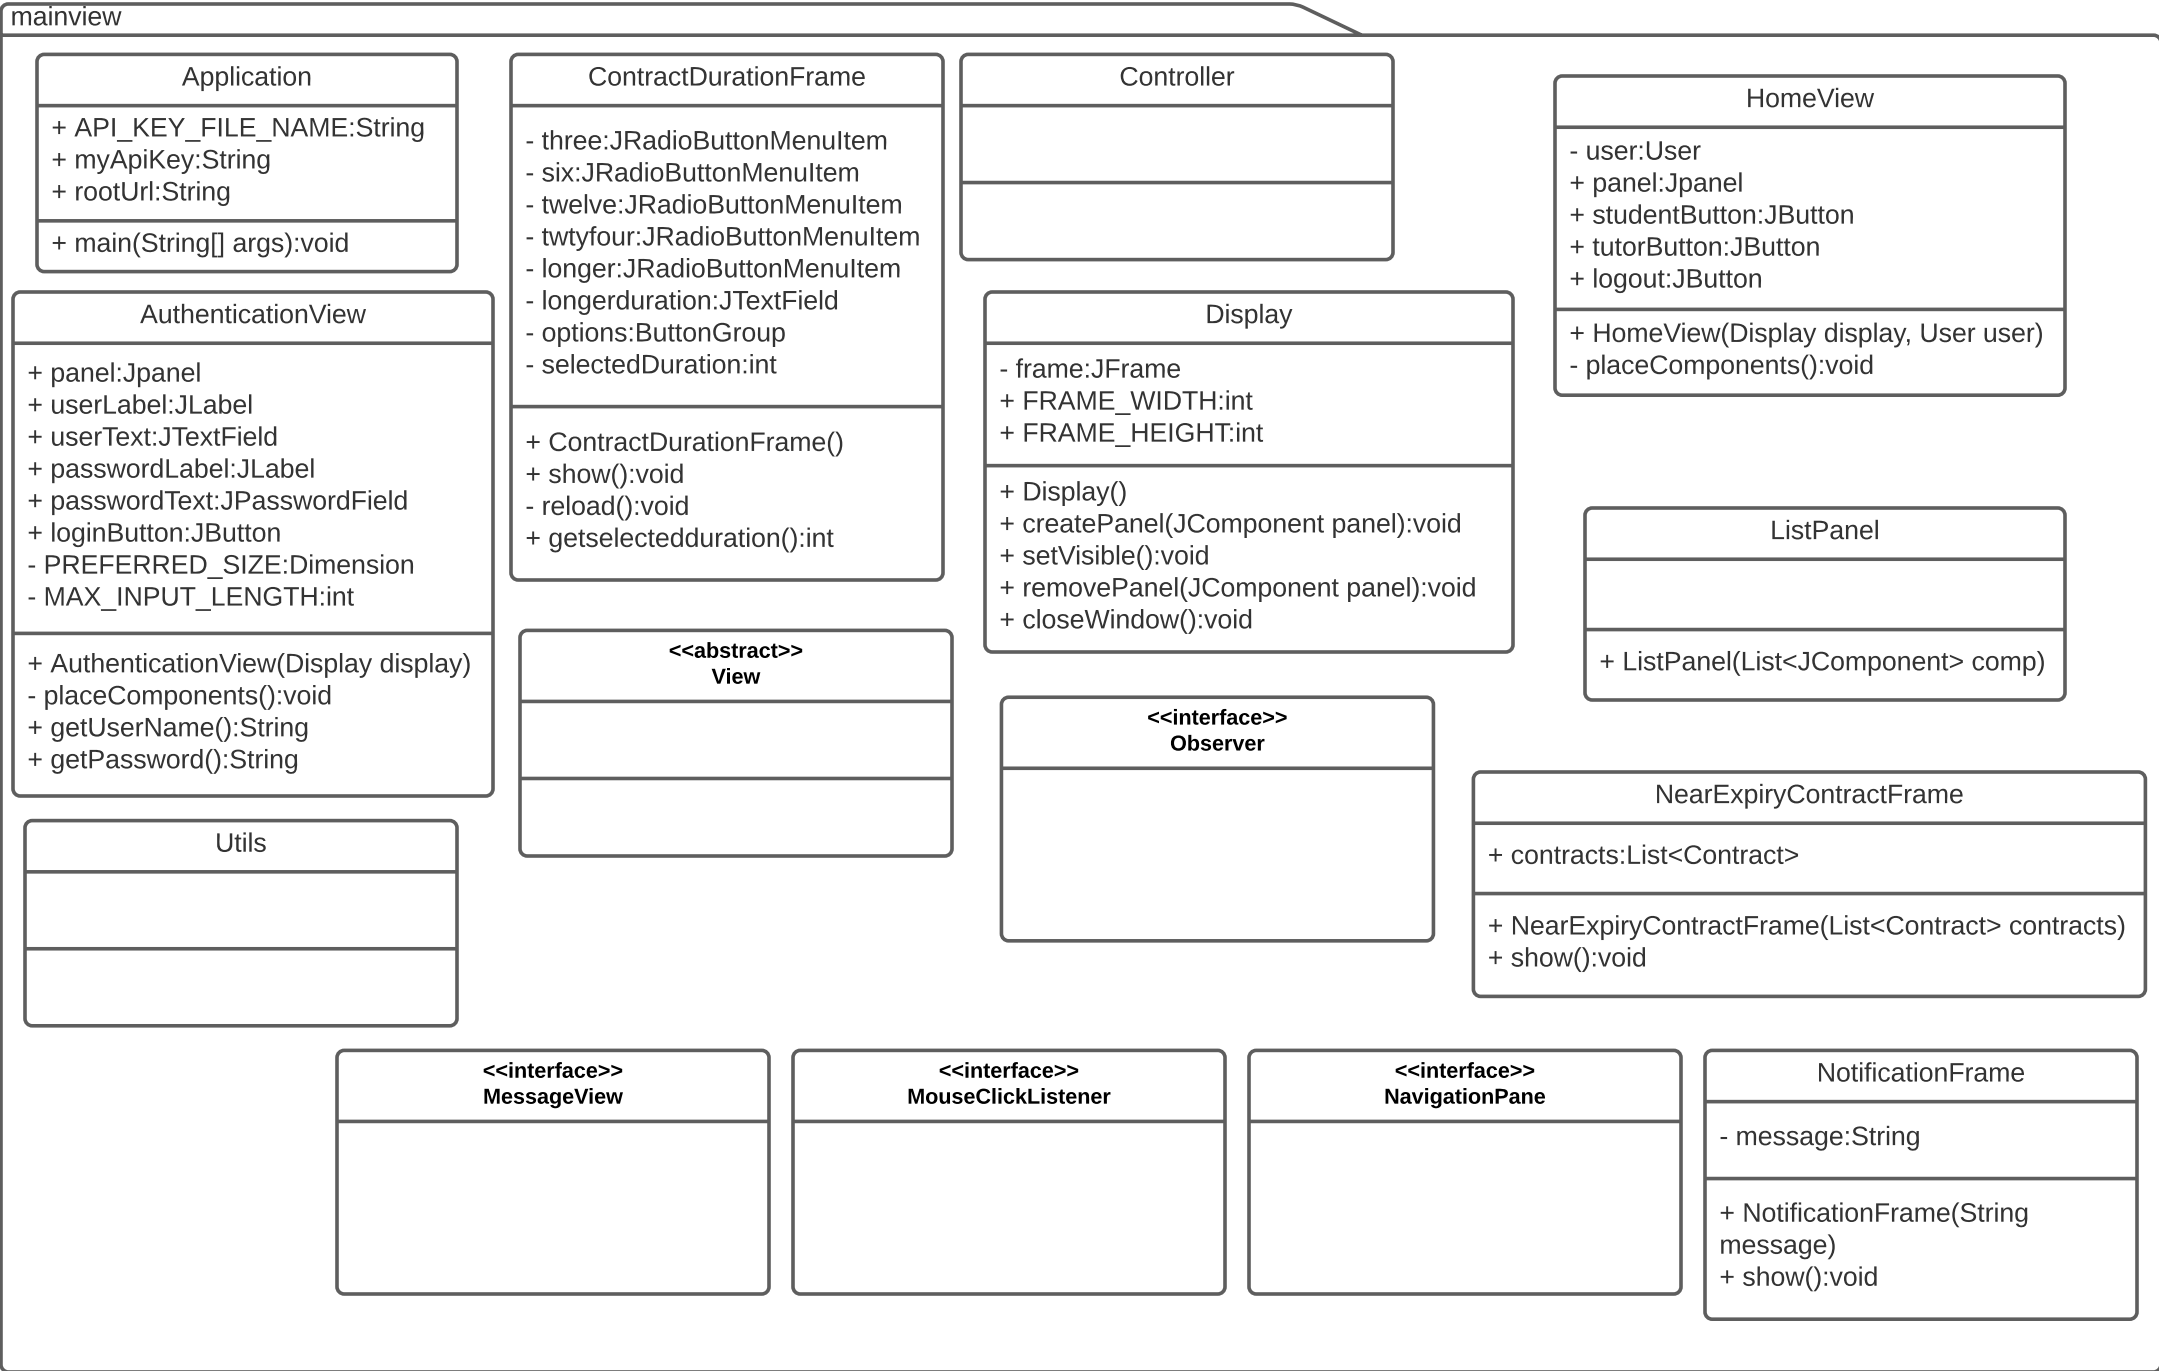 mainview
Application
+ API_KEY_FILE_NAME:String
+ myApiKey:String
+ rootUrl:String
+ main(String[] args):void
ContractDurationFrame
- three:JRadioButtonMenuItem
- six:JRadioButtonMenuItem
- twelve:JRadioButtonMenuItem
- twtyfour:JRadioButtonMenuItem
- longer:JRadioButtonMenuItem
- longerduration:JTextField
- options:ButtonGroup
- selectedDuration:int
+ ContractDurationFrame()
+ show():void
- reload():void
+ getselectedduration():int
Controller
HomeView
- user:User
+ panel:Jpanel
+ studentButton:JButton
+ tutorButton:JButton
+ logout:JButton
+ HomeView(Display display, User user)
- placeComponents():void
AuthenticationView
+ panel:Jpanel
+ userLabel:JLabel
+ userText:JTextField
+ passwordLabel:JLabel
+ passwordText:JPasswordField
+ loginButton:JButton
- PREFERRED_SIZE:Dimension
- MAX_INPUT_LENGTH:int
+ AuthenticationView(Display display)
- placeComponents():void
+ getUserName():String
+ getPassword():String
Display
- frame:JFrame
+ FRAME_WIDTH:int
+ FRAME_HEIGHT:int
+ Display()
+ createPanel(JComponent panel):void
+ setVisible():void
+ removePanel(JComponent panel):void
+ closeWindow():void
ListPanel
+ ListPanel(List<JComponent> comp)
<<abstract>>
View
<<interface>>
Observer
NearExpiryContractFrame
+ contracts:List<Contract>
+ NearExpiryContractFrame(List<Contract> contracts)
+ show():void
Utils
<<interface>>
MessageView
<<interface>>
MouseClickListener
<<interface>>
NavigationPane
NotificationFrame
- message:String
+ NotificationFrame(String
message)
+ show():void